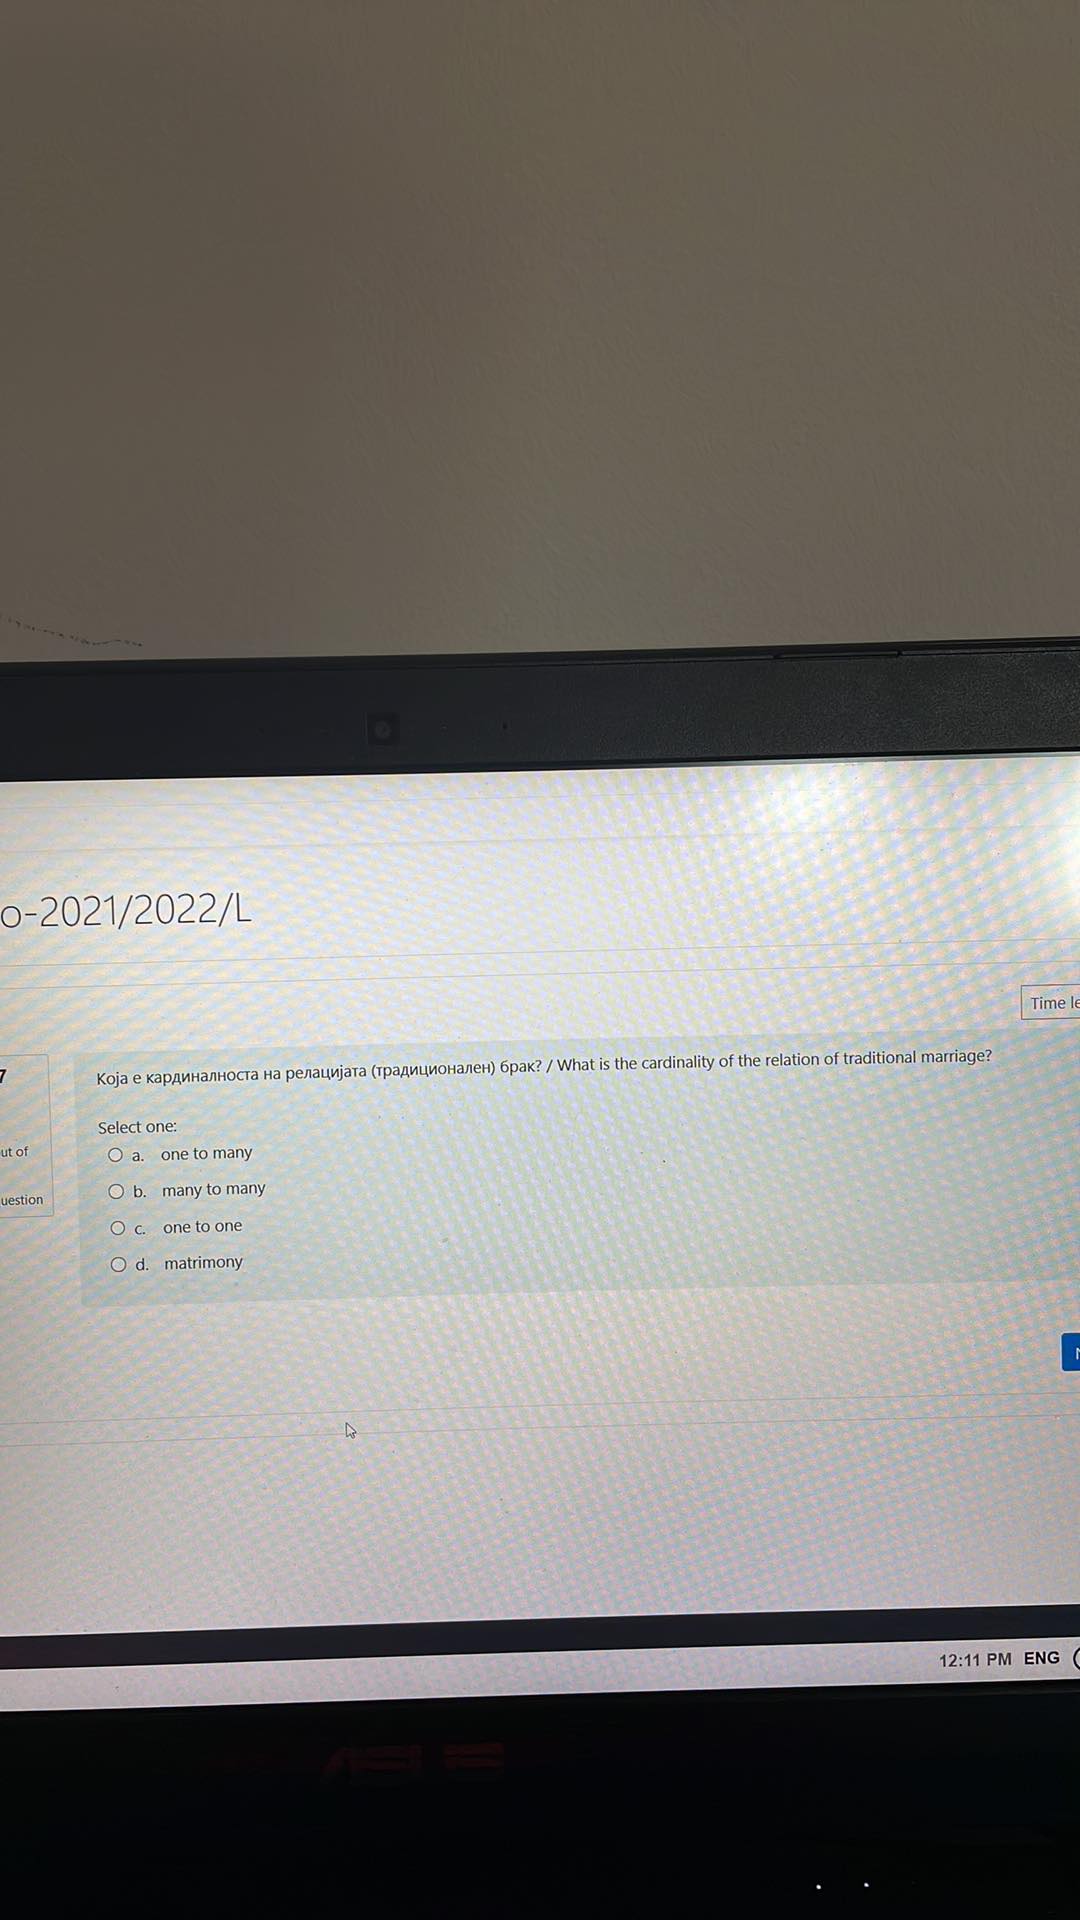 o-2021/2022/L
Time le
7
Која е кардиналноста на релацијата (традиционален) брак? / What is the cardinality of the relation of traditional marriage?
Select one:
ut of
a. one to many
uestion
b. many to many
c. one to one
d. matrimony
12:11 PM ENG